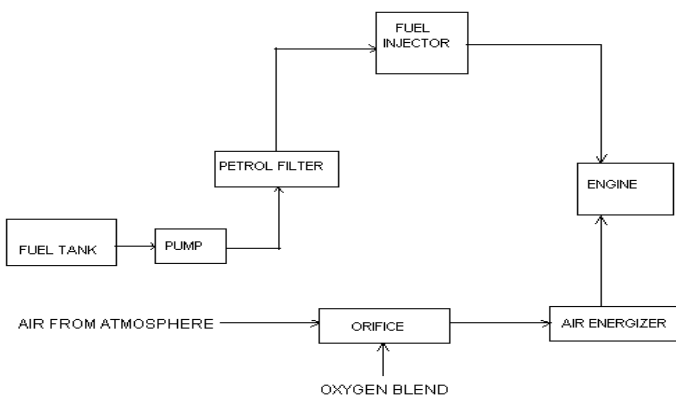 FUEL
INJECTOR
PETROL FILTER
ENGINE
FUEL TANK
PUMP
AIR FROM ATMOSPHERE
ORIFICE
AIR ENERGIZER
OXYGEN BLEND